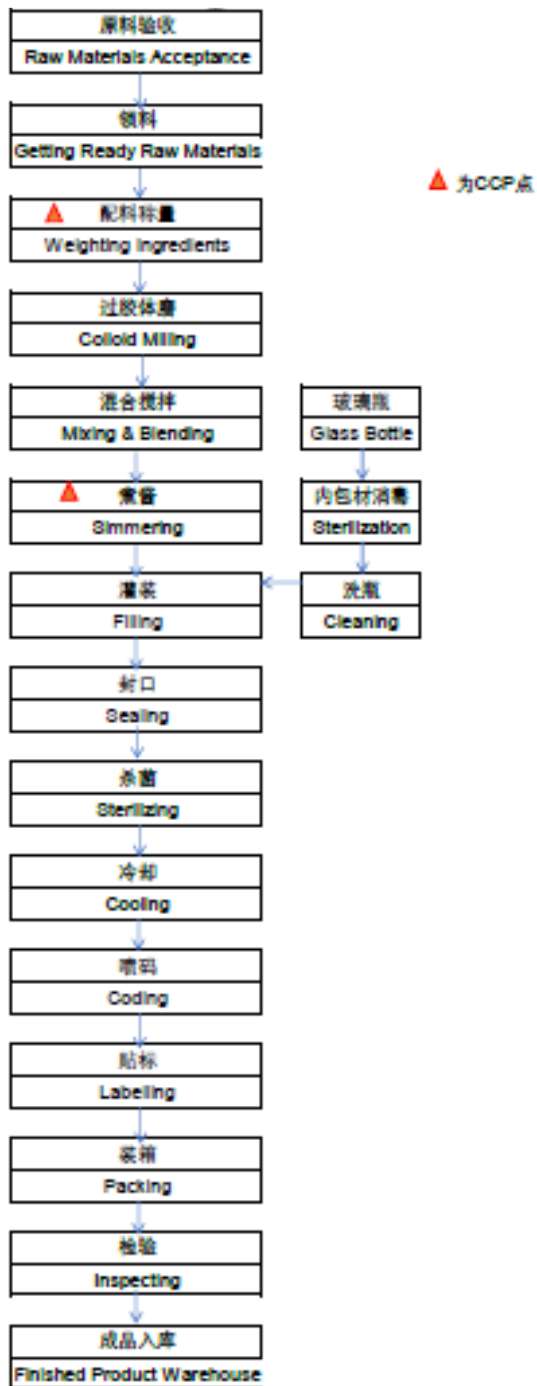 原料验收
Raw Materials Acceptance
领料
Getting Ready Raw Materials
为CCP点
配料称量
Weighting Ingredients
过胶体磨
Colloid Milling
混合搅拌
Mixing & Blending
玻璃瓶
Glass Bottle
煮酱
Simmering
内包材消毒
Sterilization
灌装
Filling
洗瓶
Cleaning
封口
Sealing
杀菌
Sterilizing
冷却
Cooling
喷码
Coding
贴标
Labeling
装箱
Packing
检验
Inspecting
成品入库
Finished Product Warehouse